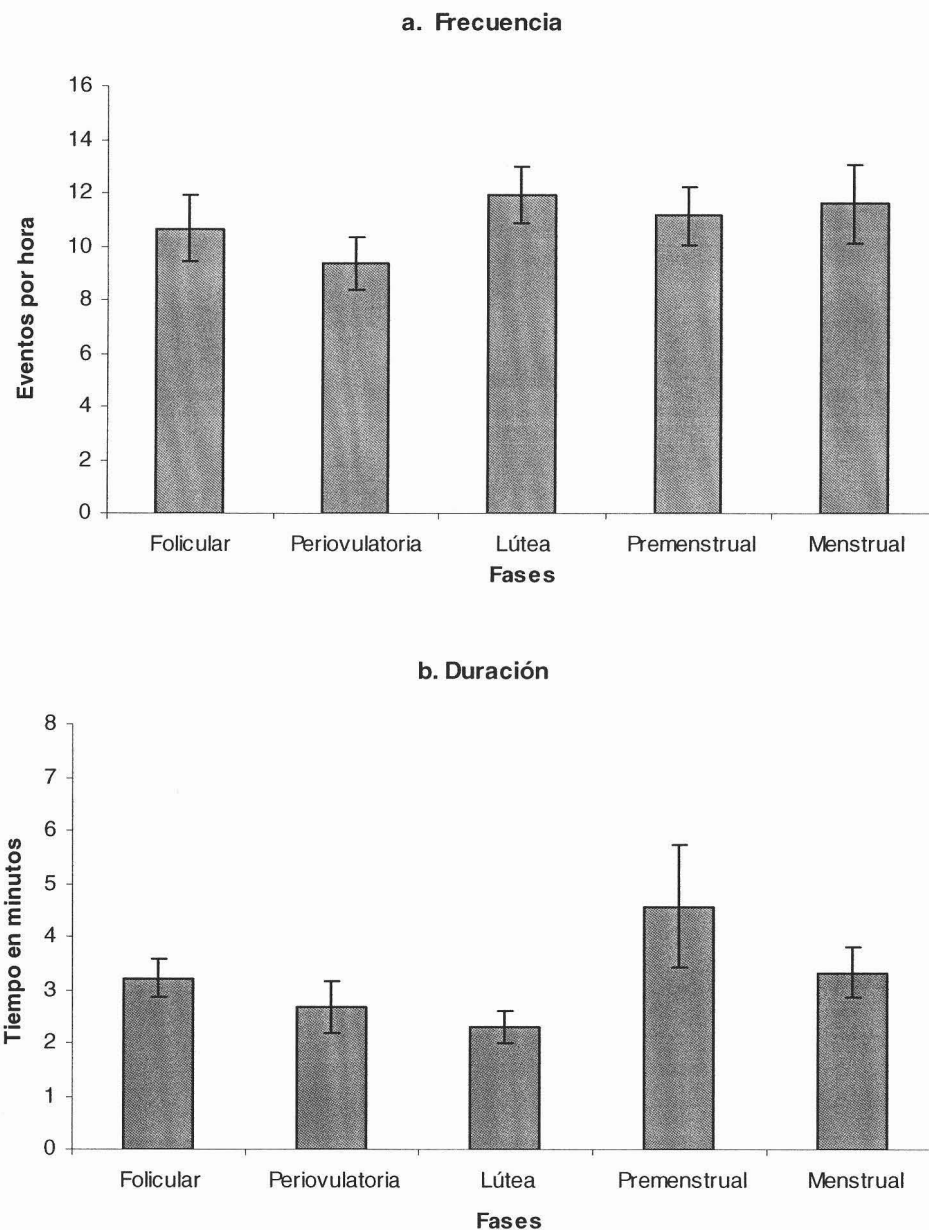 a. Frecuencia
16
14
12
10
8
6
4
2
0
Eventos por hora
Folicular Periovulatoria Lútea Premenstrual Menstrual
Fases
b. Duración
8
7
6
5
4
3
2
1
0
Tiempo en minutos
Folicular Periovulatoria Lútea Premenstrual Menstrual
Fases